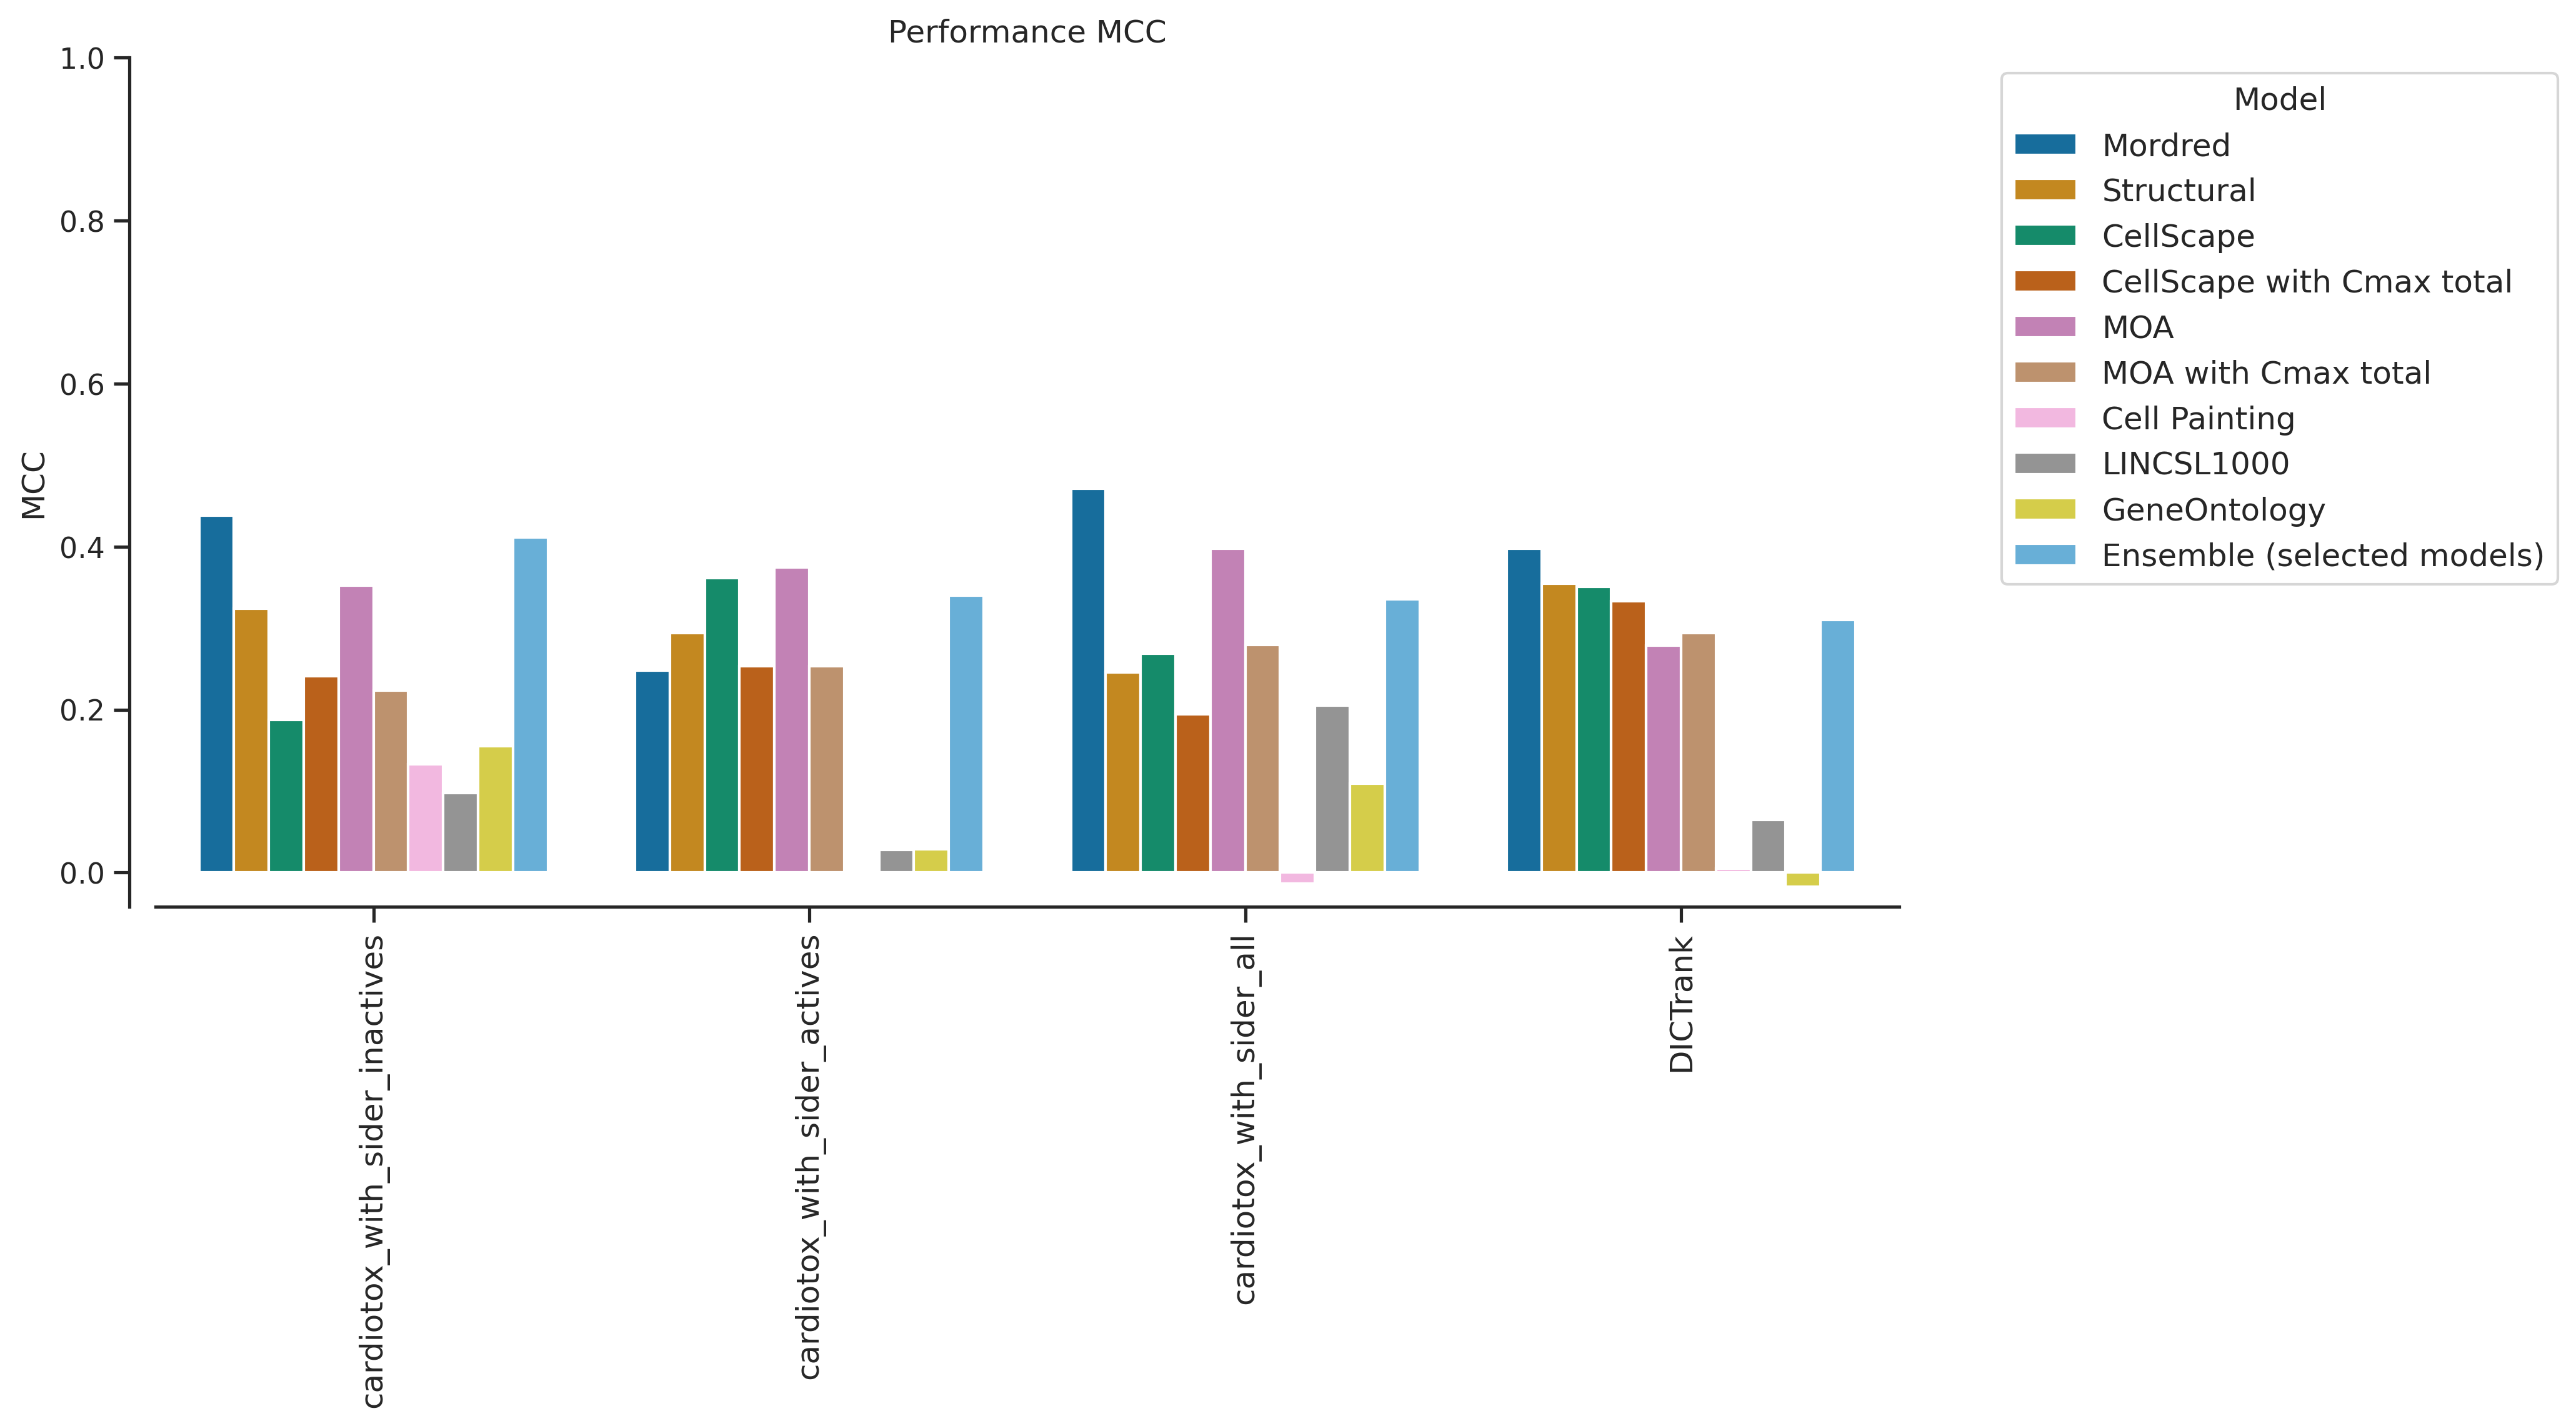 Performance MCC
1.0
0.8
0.6
0.4
0.2
0.0
MCC
cardiotox_with_sider_inactives
cardiotox_with_sider_actives
cardiotox_with_sider_all
DICTrank
Model
Mordred
Structural
CellScape
CellScape with Cmax total
MOA
MOA with Cmax total
Cell Painting
LINCSL1000
GeneOntology
Ensemble (selected models)